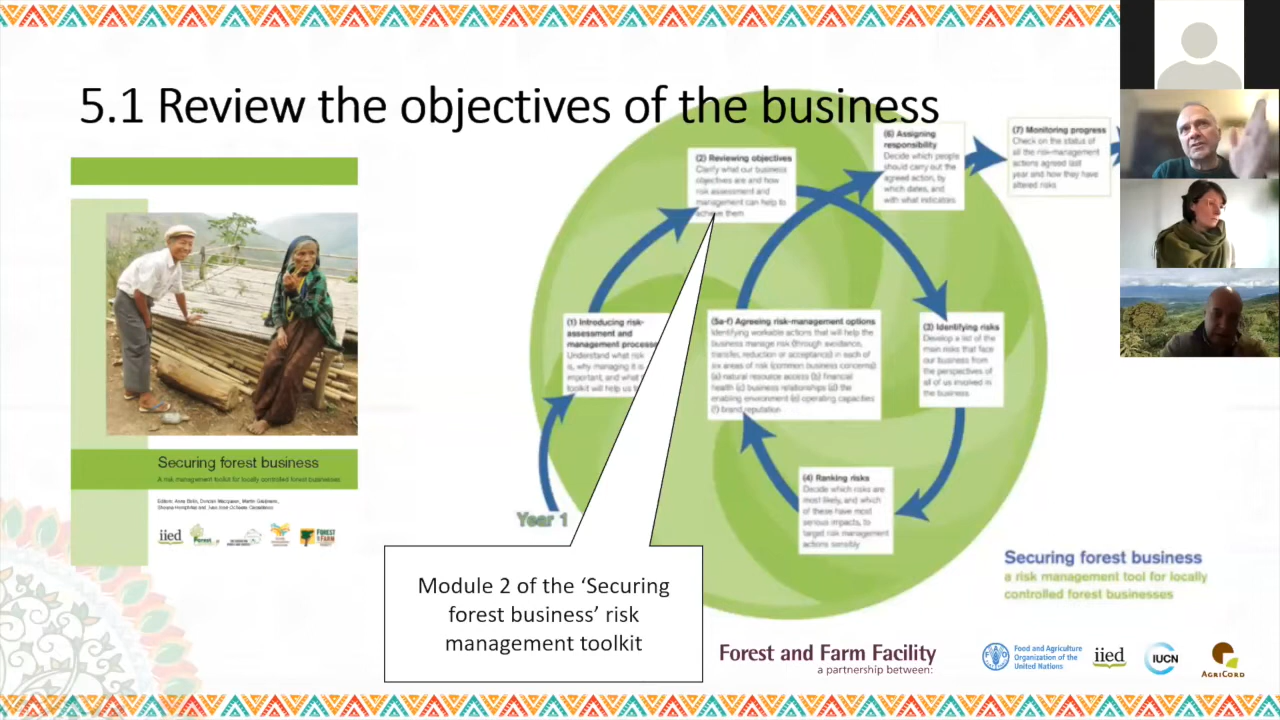 5.1 Review the objectives of the business
Securing forest business
A risk management toolkit for locally controlled forest businesses
iied
FOREST
& FARM
(1) Introducing risk-
assessment and
management process
Understand what risk
is, why managing it is
important, and what
toolkit will help us
Year 1
(2) Reviewing objectives
Clarify what our business
objectives are and how
risk assessment and
management can help to
achieve them
(3) Identifying risks
Develop a list of the
main risks that face
our business from
the perspectives
of all of us involved in
the business
(4) Ranking risks
Decide which risks are
most likely, and which
of these have most
serious impacts, to
target risk management
actions sensibly
(5a-f) Agreeing risk-management options
Identifying workable actions that will help the
business manage risk (through avoidance,
transfer, reduction or acceptance) in each of
six areas of risk (common business concerns):
(a) natural resource access (b) financial
health (c) business relationships (d) the
enabling environment (e) operating capacities
(f) brand reputation
(6) Assigning
responsibility
Decide which people
should carry out the
agreed action, by
which dates, and
with what indicators
(7) Monitoring progress
Check on the status of
all the risk-management
actions agreed last
year and how they have
altered risks
Module 2 of the ‘Securing
forest business’ risk
management toolkit
Securing forest business
a risk management tool for locally
controlled forest businesses
Forest and Farm Facility
a partnership between:
Food and Agriculture
Organization of the
United Nations
iied
IUCN
AGRICORD